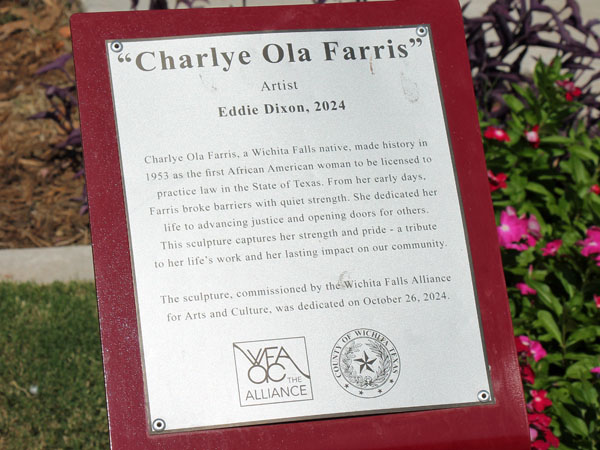 “Charlye Ola Farris”
Artist
Eddie Dixon, 2024
Charlye Ola Farris, a Wichita Falls native, made history in
1953 as the first African American woman to be licensed to
practice law in the State of Texas. From her early days,
Farris broke barriers with quiet strength. She dedicated her
life to advancing justice and opening doors for others.
This sculpture captures her strength and pride - a tribute
to her life's work and her lasting impact on our community.
The sculpture, commissioned by the Wichita Falls Alliance
for Arts and Culture, was dedicated on October 26, 2024.
WFA
AC THE
ALLIANCE
COUNTY OF WICHITA, TEXAS